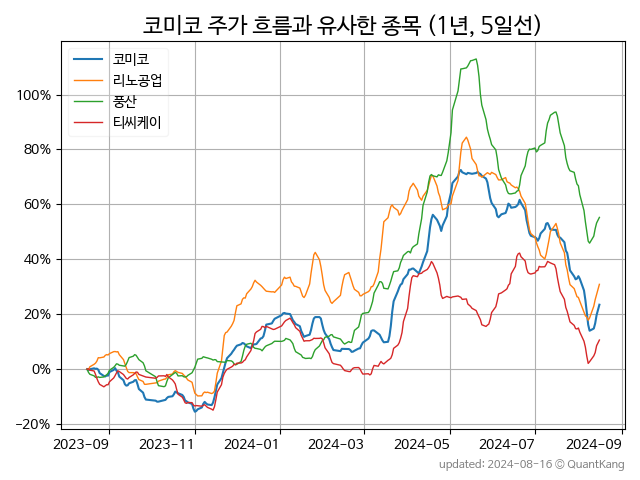 코미코 주가 흐름과 유사한 종목 (1년, 5일선)
코미코
리노공업
풍산
티씨케이
100%
80%
60%
40%
20%
0%
−20%
2023-09 2023-11 2024-01 2024-03 2024-05 2024-07 2024-09
updated: 2024-08-16 © QuantKang